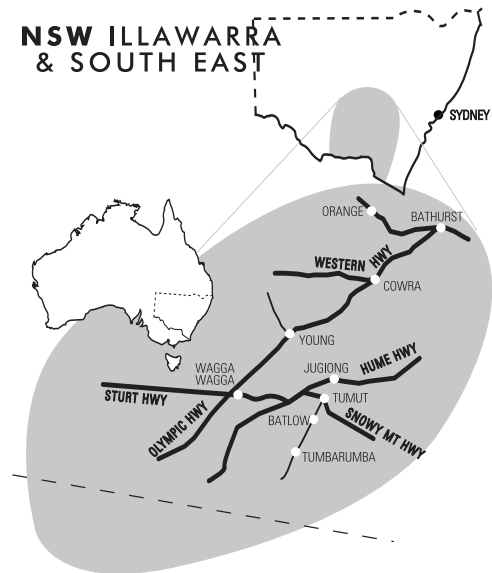 NSW ILLAWARRA
& SOUTH EAST
SYDNEY
ORANGE
BATHURST
WESTERN HWY
COWRA
YOUNG
WAGGA
WAGGA
JUGIONG
HUME HWY
STURT HWY
TUMUT
OLYMPIC HWY
BATLOW
SNOWY MT HWY
TUMBARUMBA